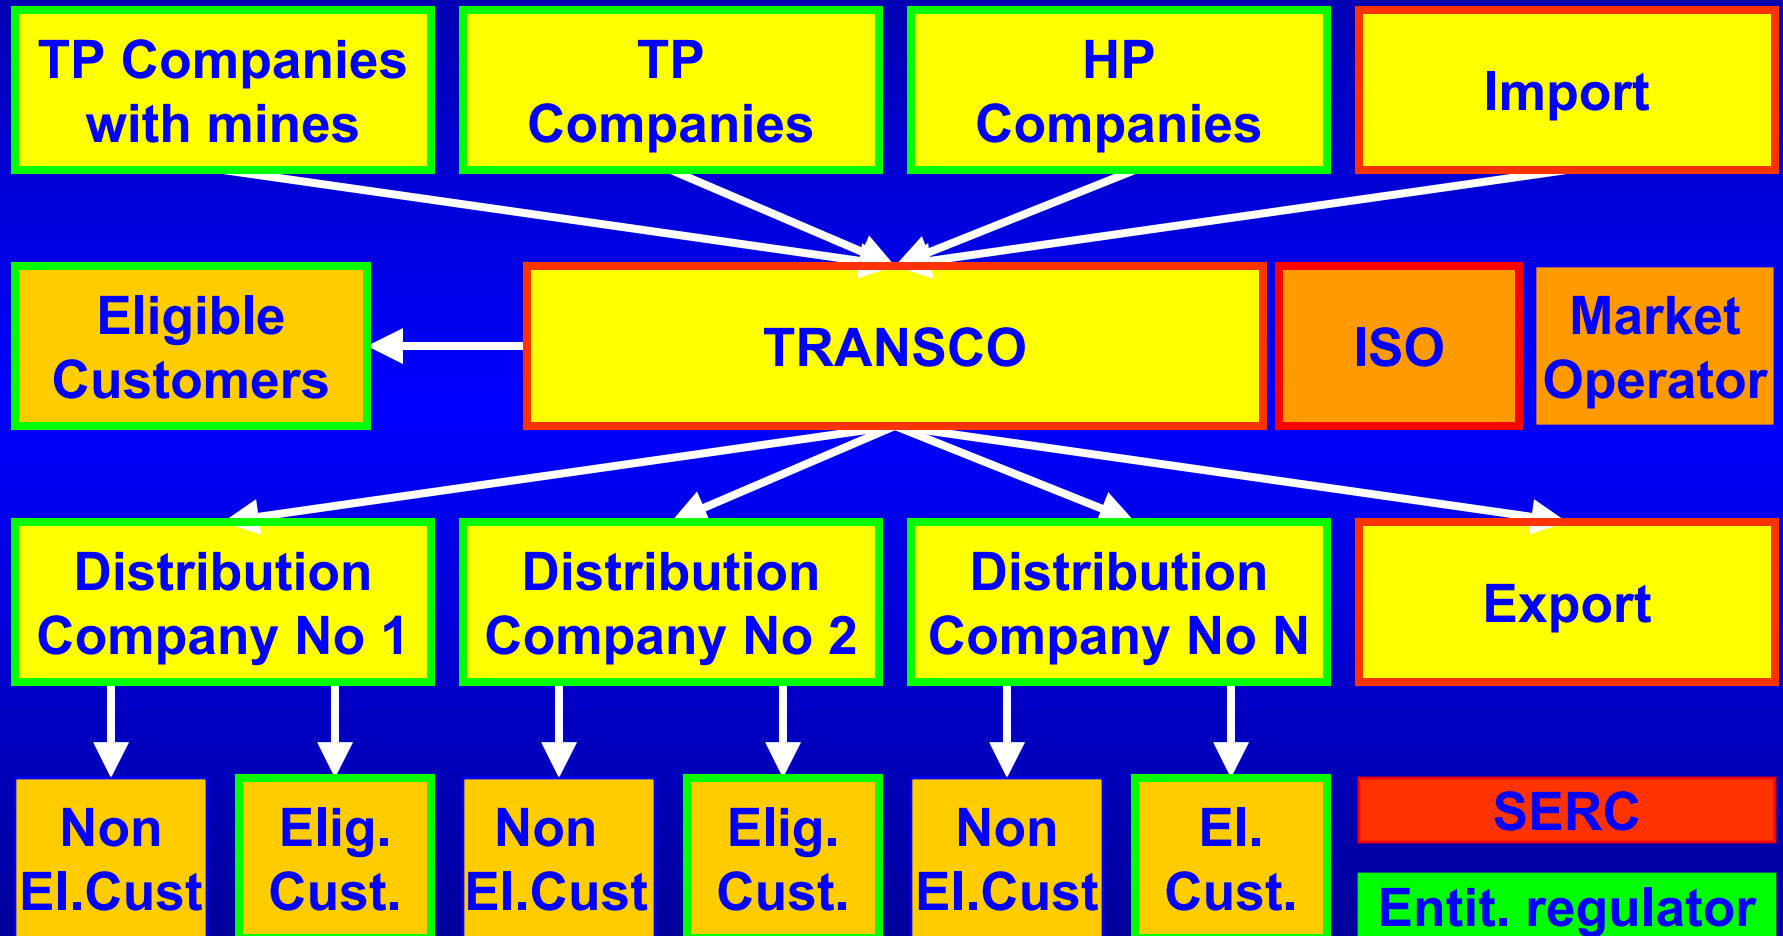 TP Companies
with mines
TP
Companies
HP
Companies
Import
Eligible
Customers
TRANSCO
ISO
Market
Operator
Distribution
Company No 1
Distribution
Company No 2
Distribution
Company No N
Export
Non
El.Cust
Elig.
Cust.
Non
El.Cust
Elig.
Cust.
Non
El.Cust
El.
Cust.
SERC
Entit. regulator